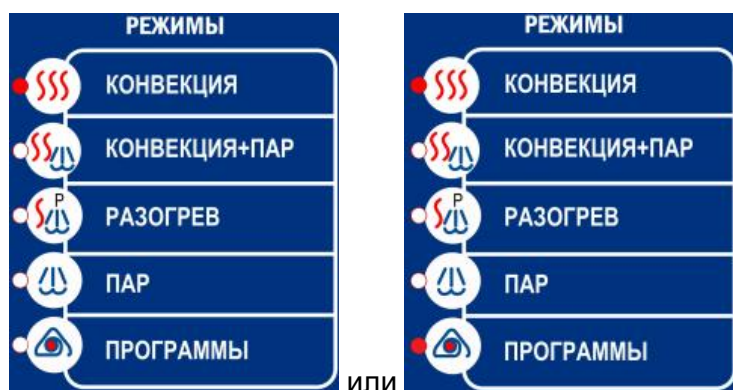 РЕЖИМЫ
КОНВЕКЦИЯ
КОНВЕКЦИЯ+ПАР
P
РАЗОГРЕВ
ПАР
ПРОГРАММЫ
или
РЕЖИМЫ
КОНВЕКЦИЯ
КОНВЕКЦИЯ+ПАР
P
РАЗОГРЕВ
ПАР
ПРОГРАММЫ